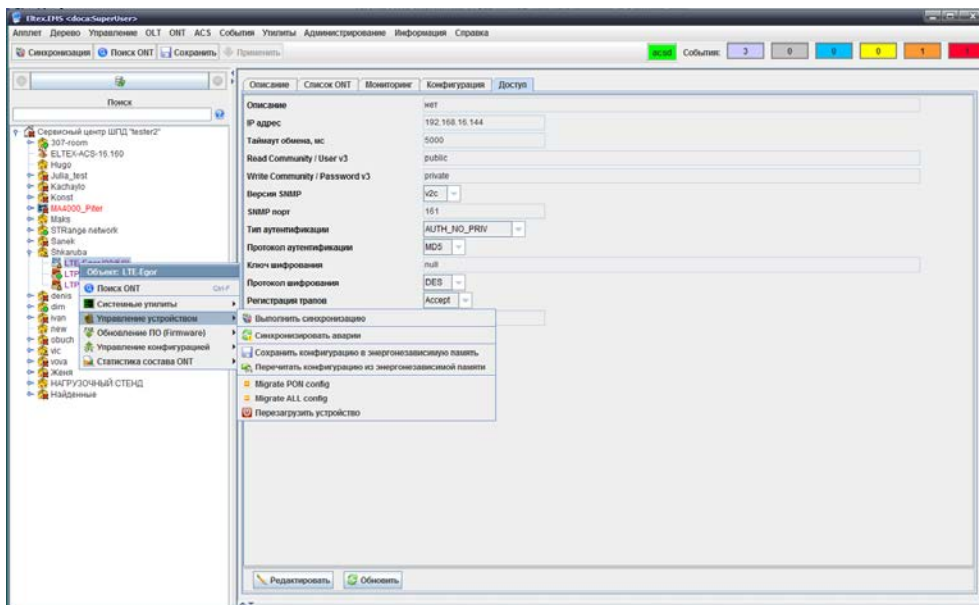 Eltex.EMS <doca:SuperUser>
Апплет Дерево Управление OLT ONT ACS События Утилиты Администрирование Информация Справка
Синхронизация Поиск ONT Сохранить Применить
acsd События: 3 0 0 0 1 1
Поиск
Сервисный центр ШПД "tester2"
307-room
ELTEX-ACS-16.160
Hugo
Julia_test
Kachaylo
Konst
MA4000_Piter
Maks
STRange network
Sanek
Shkaruba
LTP
LTP
denis
dim
ivan
new
obuch
vic
vova
Женя
НАГРУЗОЧНЫЙ СТЕНД
Найденные
Объект: LTE-Egor
Поиск ONT Ctrl-F
Системные утилиты
Управление устройством
Обновление ПО (Firmware)
Управление конфигурацией
Статистика состава ONT
Выполнить синхронизацию
Синхронизировать аварии
Сохранить конфигурацию в энергонезависимую память
Перечитать конфигурацию из энергонезависимой памяти
Migrate PON config
Migrate ALL config
Перезагрузить устройство
Описание Список ONT Мониторинг Конфигурация Доступ
Описание нет
IP адрес 192.168.16.144
Таймаут обмена, мс 5000
Read Community / User v3 public
Write Community / Password v3 private
Версия SNMP v2c
SNMP порт 161
Тип аутентификации AUTH_NO_PRIV
Протокол аутентификации MD5
Ключ шифрования null
Протокол шифрования DES
Регистрация трапов Accept
Редактировать Обновить